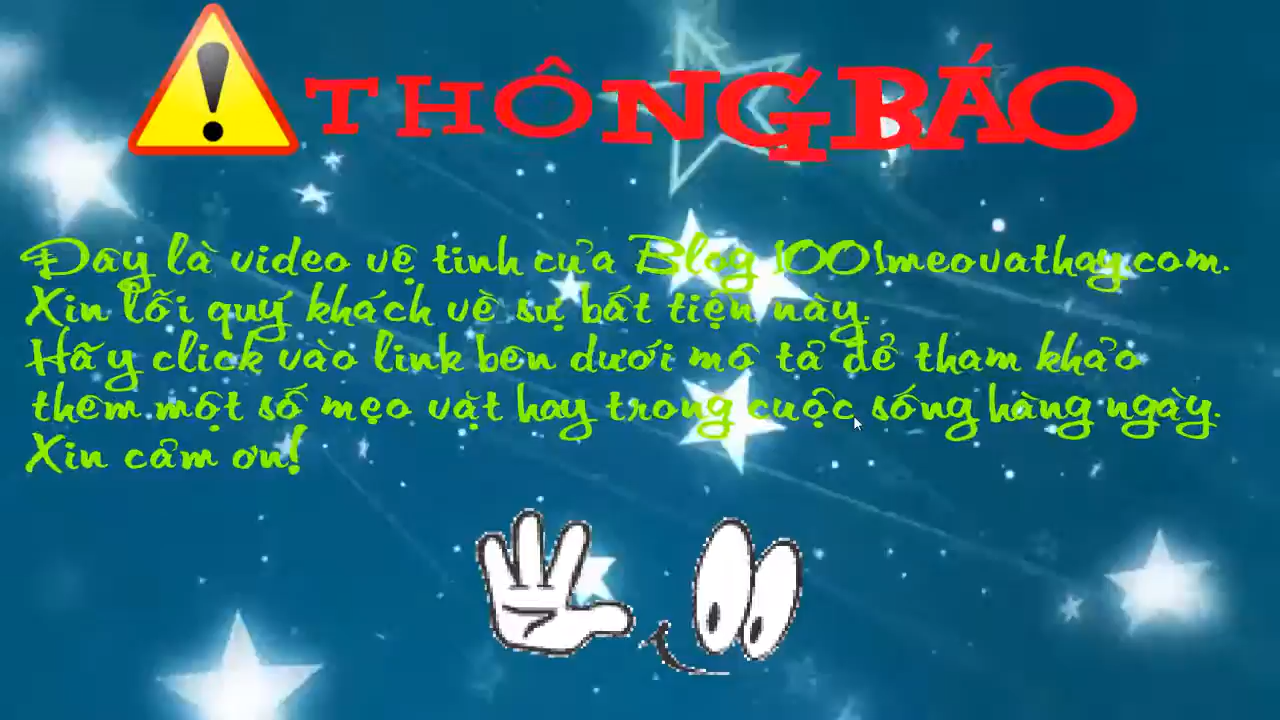 THÔNG BÁO
Đây là video vệ tinh của Blog 1001meovathay.com.
Xin lỗi quý khách về sự bất tiện này.
Hãy click vào link bên dưới mô tả để tham khảo
thêm một số mẹo vặt hay trong cuộc sống hàng ngày.
Xin cảm ơn!